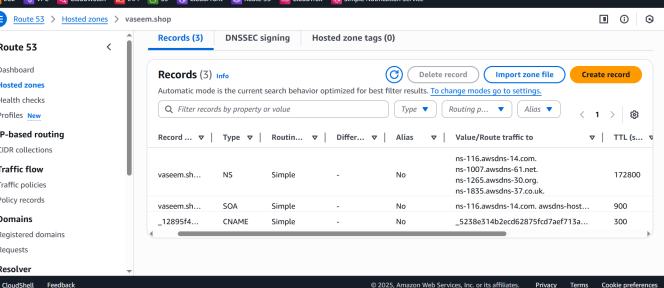 Route 53 > Hosted zones > vaseem.shop
Route 53
Dashboard
Hosted zones
Health checks
Profiles New
IP-based routing
CIDR collections
Traffic flow
Traffic policies
Policy records
Domains
Registered domains
Requests
Resolver
Records (3) DNSSEC signing Hosted zone tags (0)
Records (3) Info
Delete record Import zone file Create record
Automatic mode is the current search behavior optimized for best filter results. To change modes go to settings.
Filter records by property or value Type Routing p... Alias 1
Record ... Type Routin... Differ... Alias Value/Route traffic to TTL (s...
vaseem.sh... NS Simple - No ns-116.awsdns-14.com.
ns-1007.awsdns-61.net.
ns-1265.awsdns-30.org.
ns-1835.awsdns-37.co.uk. 172800
vaseem.sh... SOA Simple - No ns-116.awsdns-14.com. awsdns-host... 900
_12895f4... CNAME Simple - No _5238e314b2ecd62875fcd7aef713a... 300
CloudShell Feedback © 2025, Amazon Web Services, Inc. or its affiliates. Privacy Terms Cookie preferences